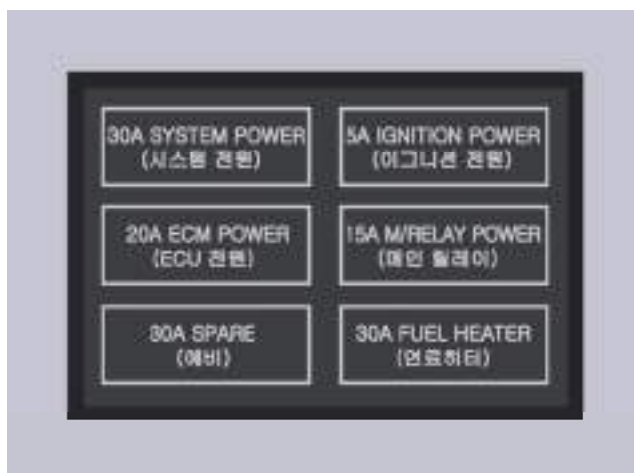 30A SYSTEM POWER
(시스템 전원)
5A IGNITION POWER
(이그니션 전원)
20A ECM POWER
(ECU 전원)
15A M/RELAY POWER
(메인 릴레이)
30A SPARE
(예비)
30A FUEL HEATER
(연료히터)